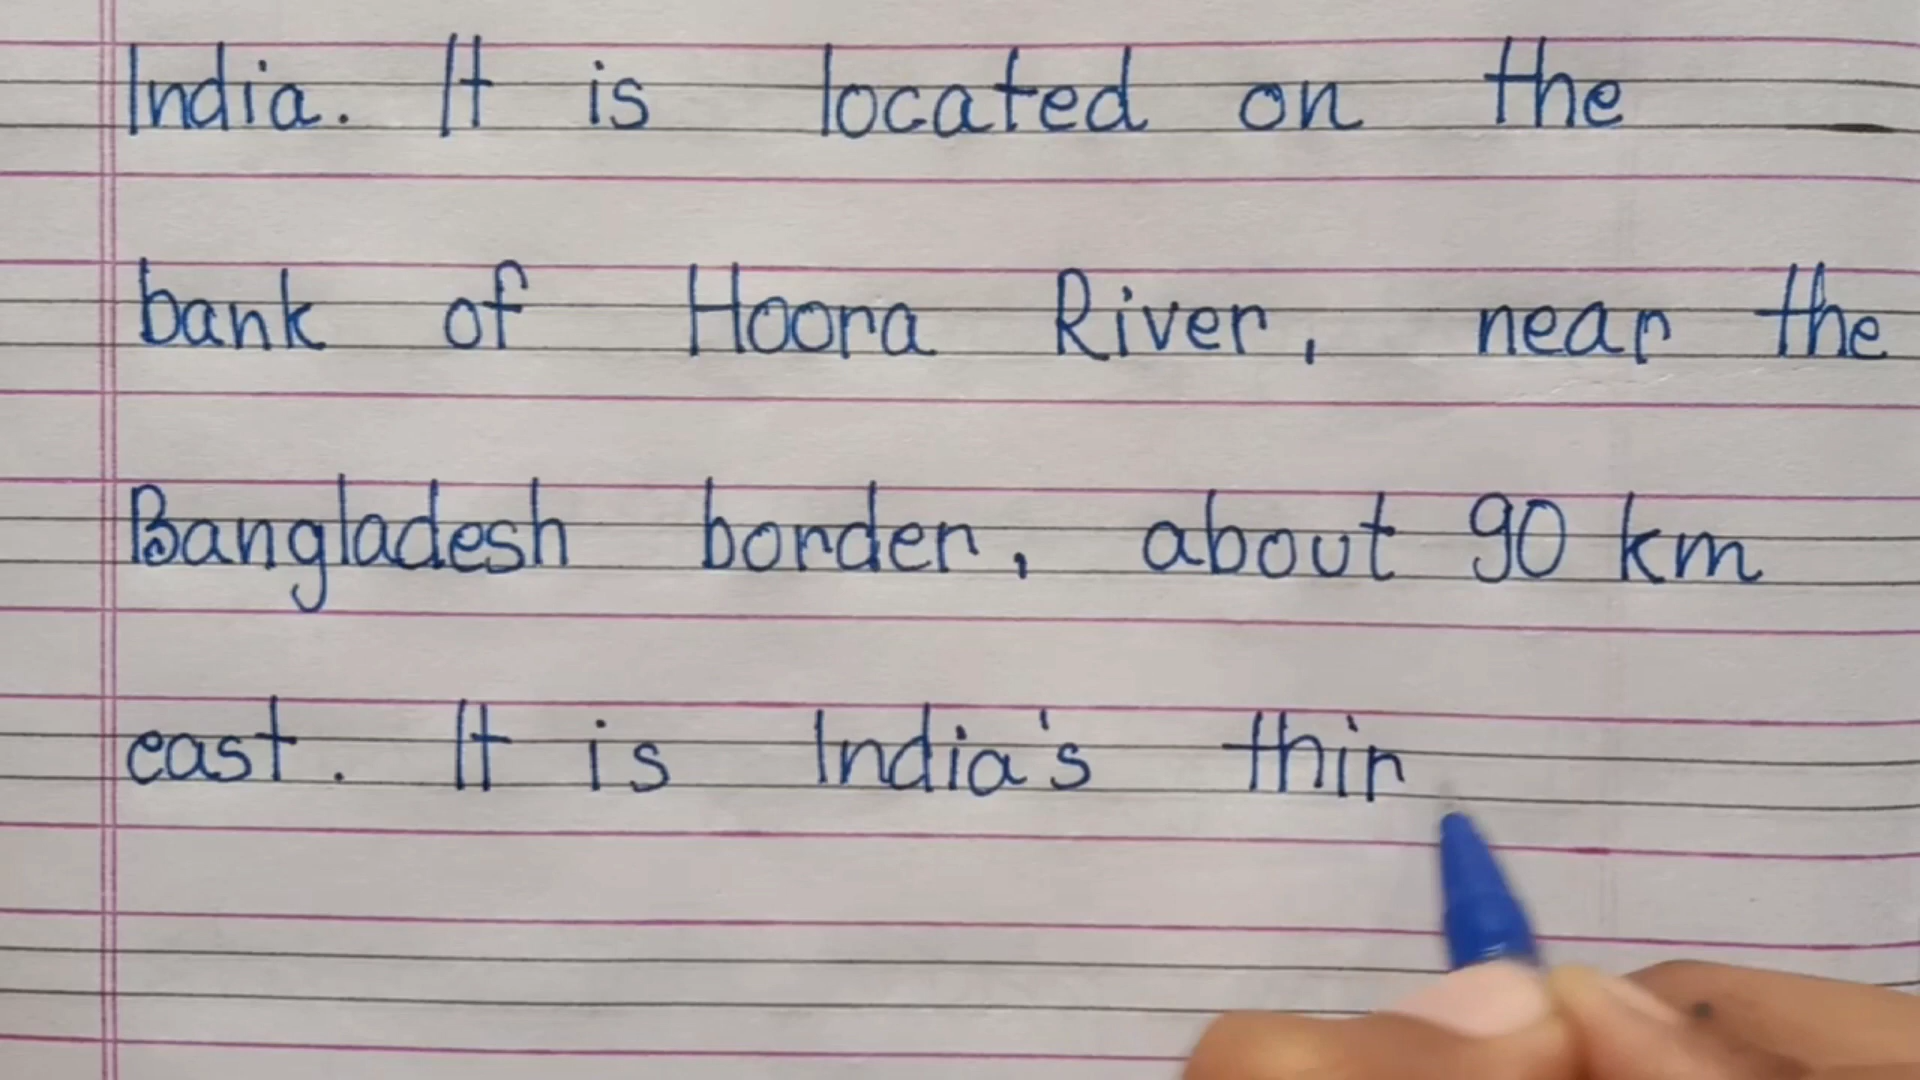 India. It is located on the
bank of Hoora River, near the
Bangladesh border, about 90 km
east. It is India's thir